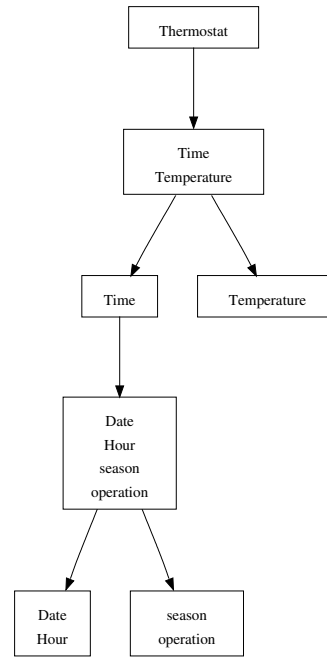 Thermostat
Time
Temperature
Time
Temperature
Date
Hour
season
operation
Date
Hour
season
operation